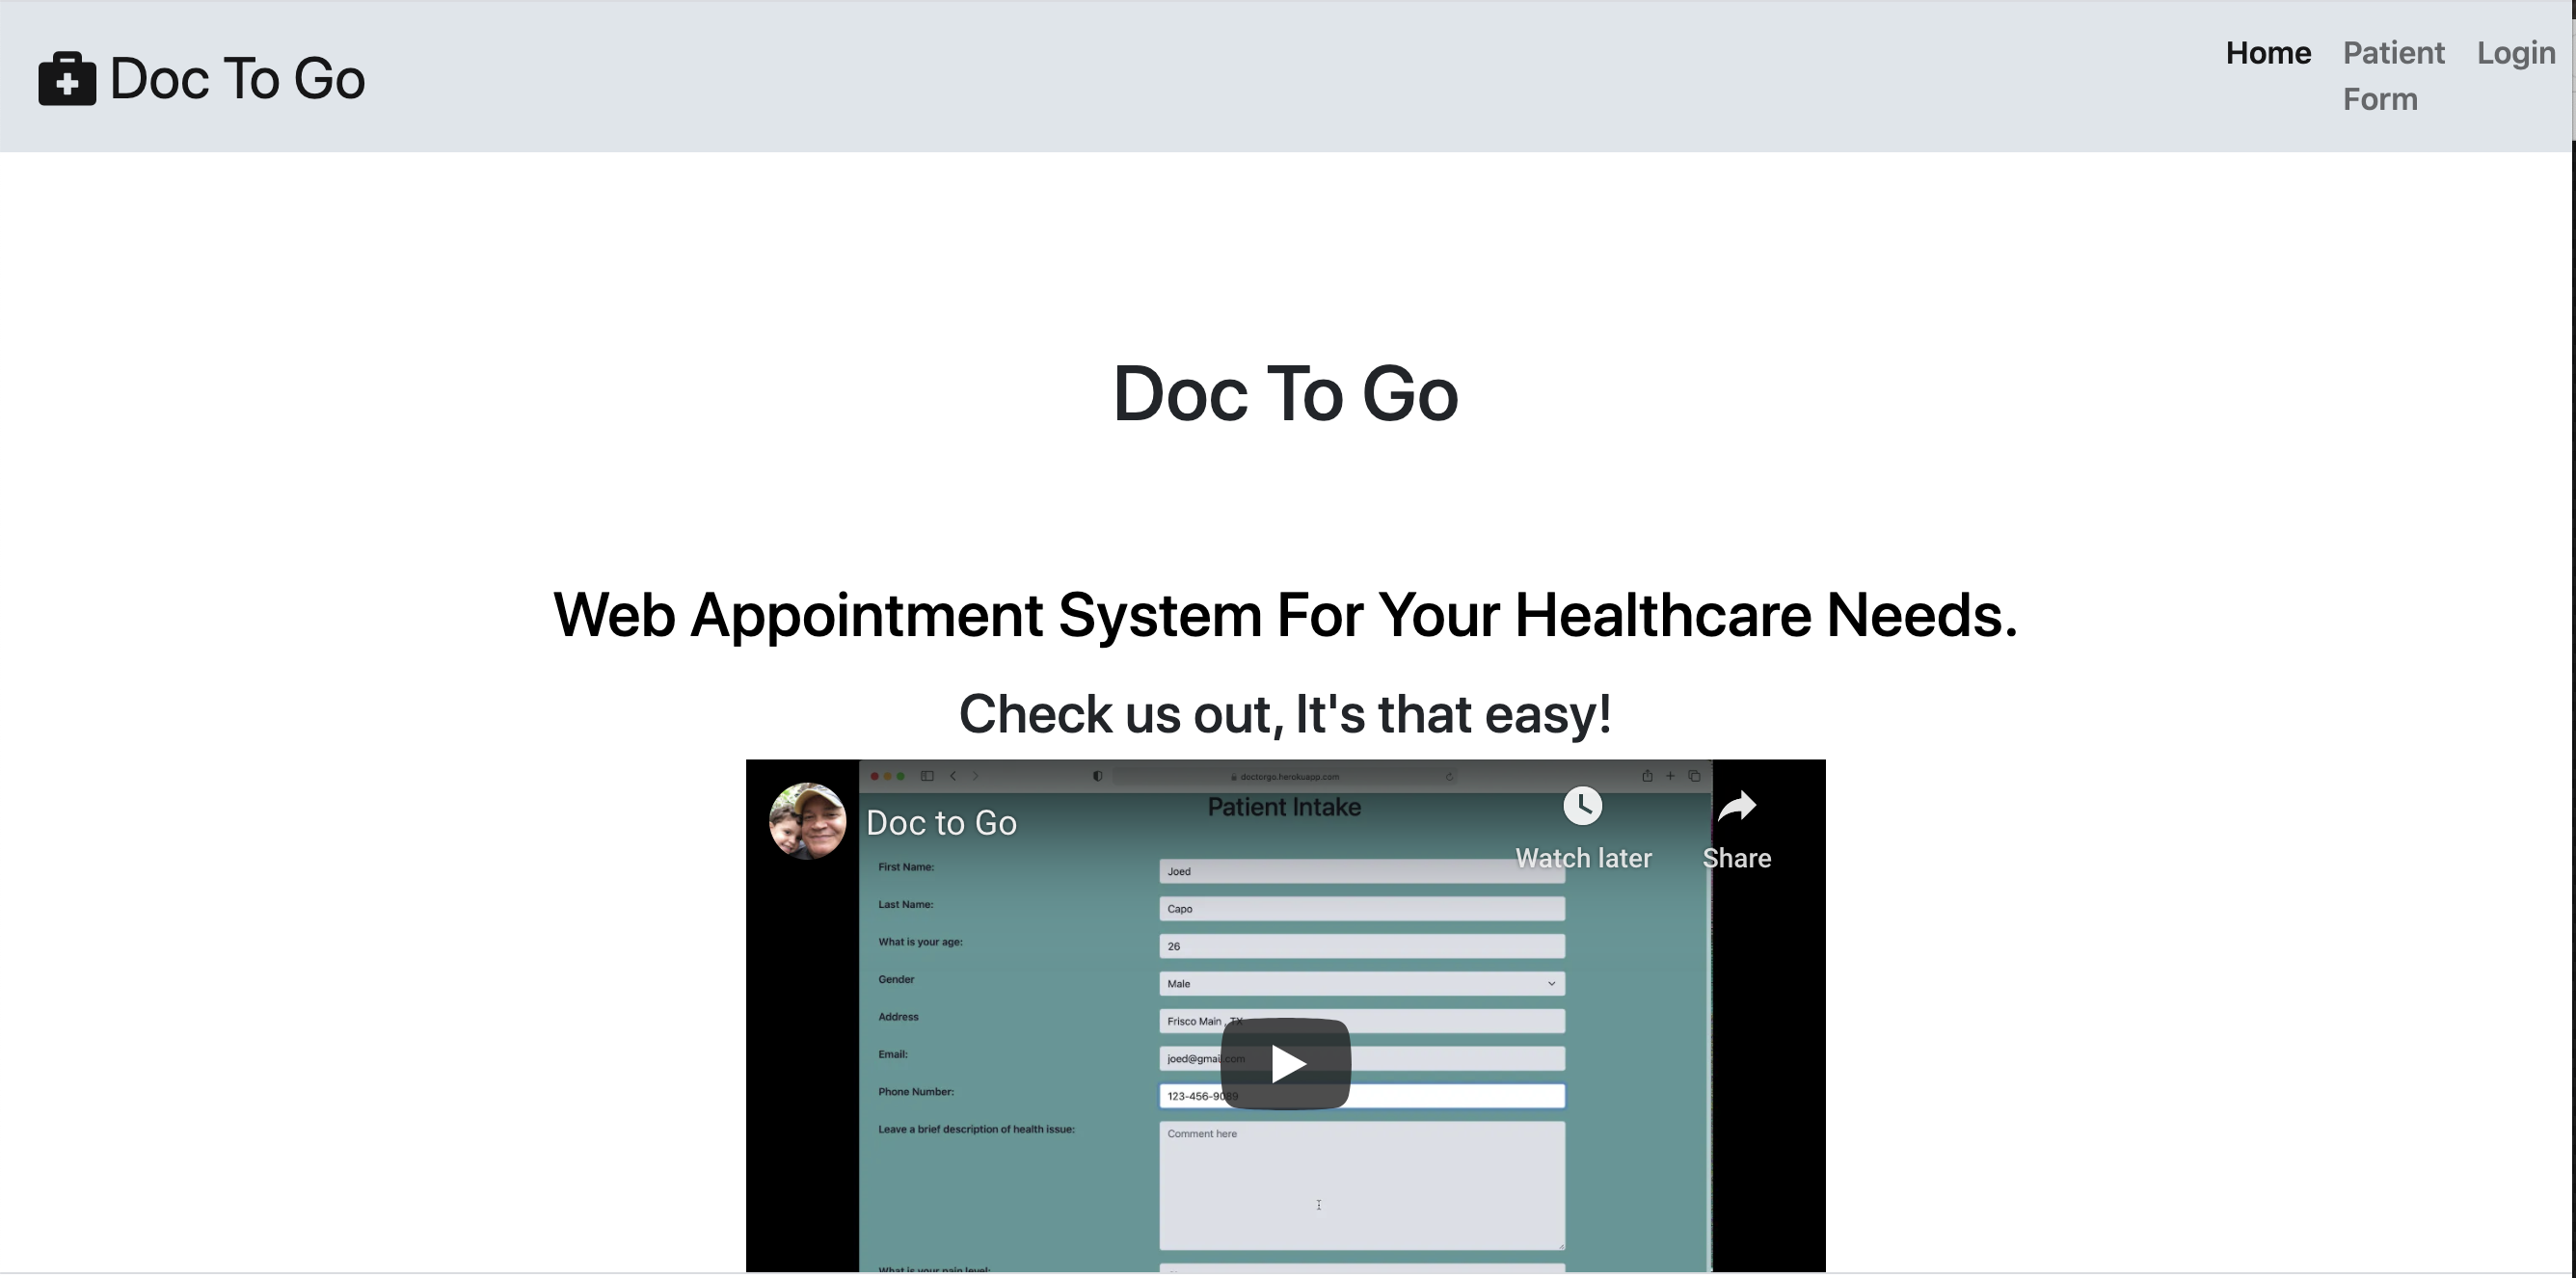 Doc To Go
Home
Patient
Form
Login
Doc To Go
Web Appointment System For Your Healthcare Needs.
Check us out, It's that easy!
doctorgo.herokuapp.com
Patient Intake
Doc to Go
Watch later
Share
First Name:
Joed
Last Name:
Capo
What is your age:
26
Gender
Male
Address
Frisco Main , TX
Email:
joed@gmail.com
Phone Number:
123-456-9089
Leave a brief description of health issue:
Comment here
What is your pain level: